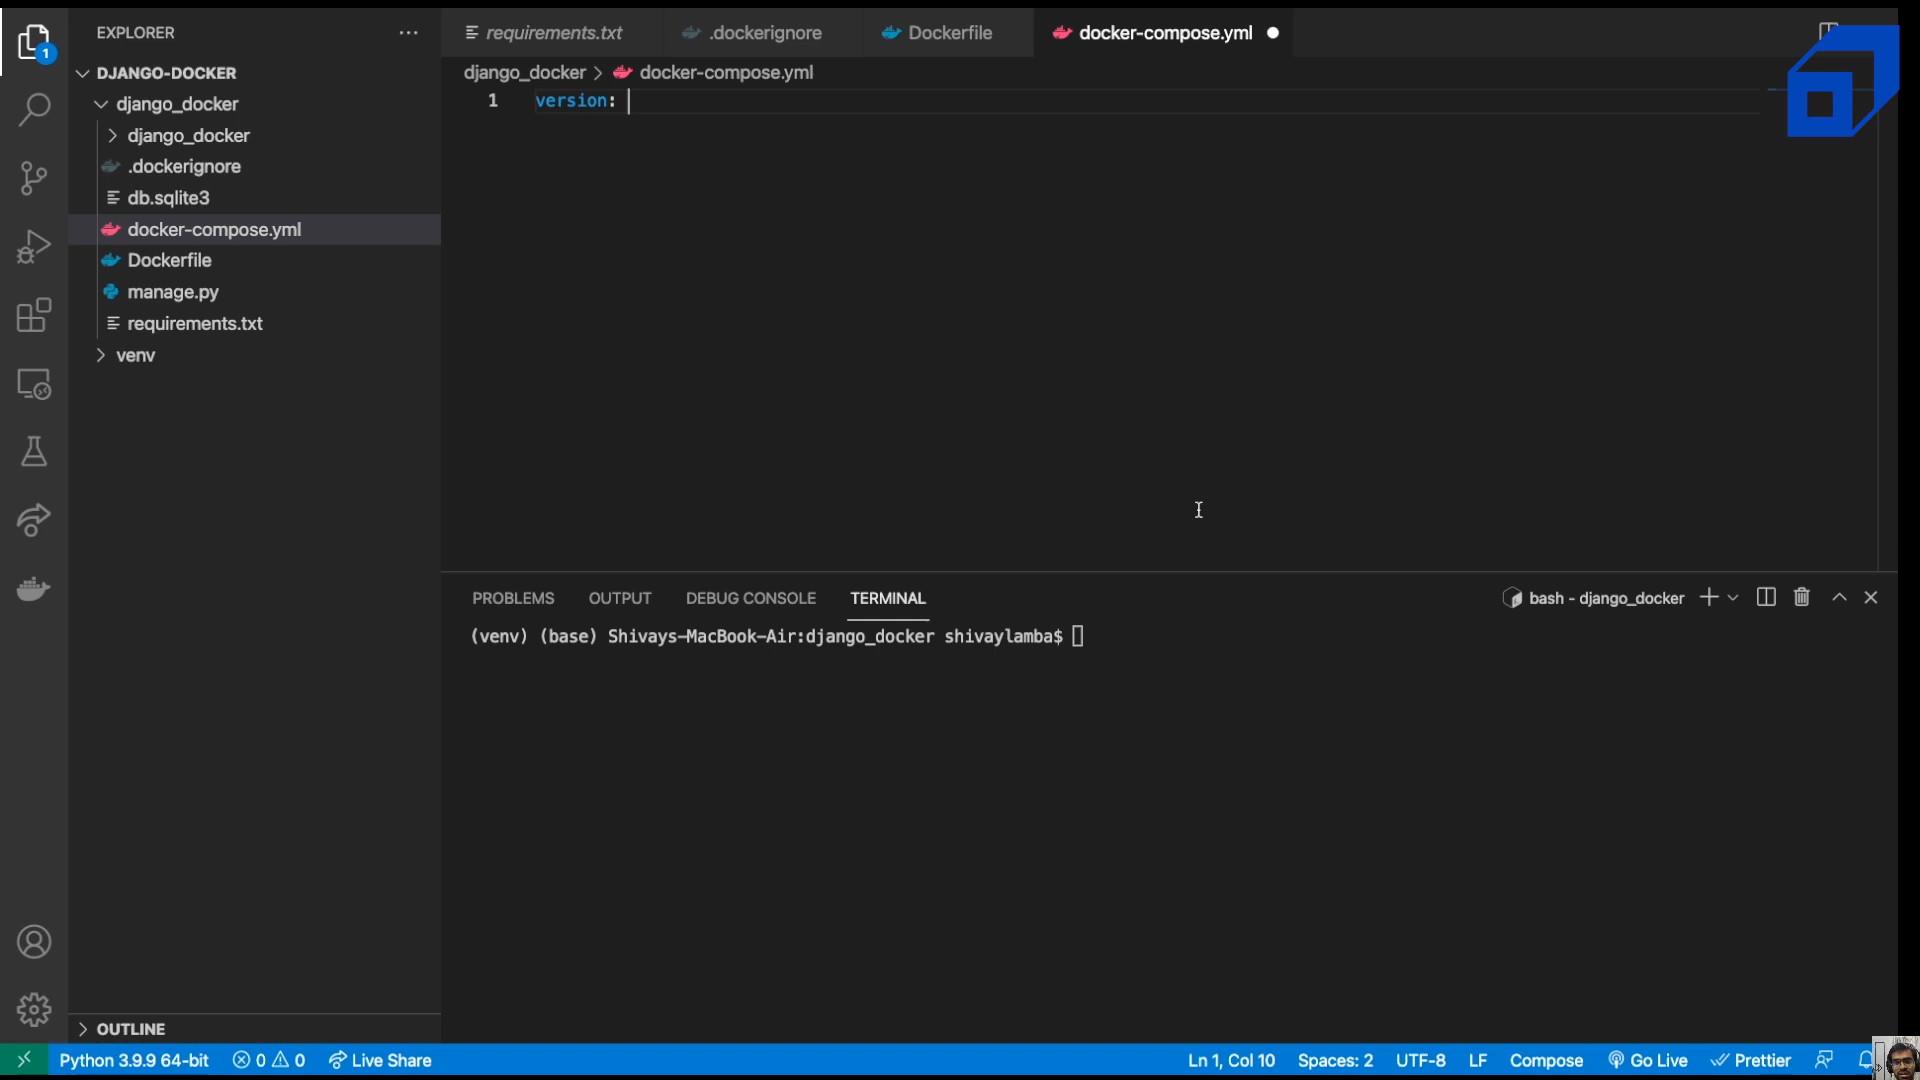 EXPLORER
DJANGO-DOCKER
django_docker
django_docker
.dockerignore
db.sqlite3
docker-compose.yml
Dockerfile
manage.py
requirements.txt
venv
OUTLINE
1
requirements.txt
.dockerignore
Dockerfile
docker-compose.yml
django_docker > docker-compose.yml
1 version:
PROBLEMS OUTPUT DEBUG CONSOLE TERMINAL
bash - django_docker
(venv) (base) Shivays-MacBook-Air:django_docker shivaylamba$
Python 3.9.9 64-bit 0 0 Live Share
Ln 1, Col 10 Spaces: 2 UTF-8 LF Compose Go Live Prettier